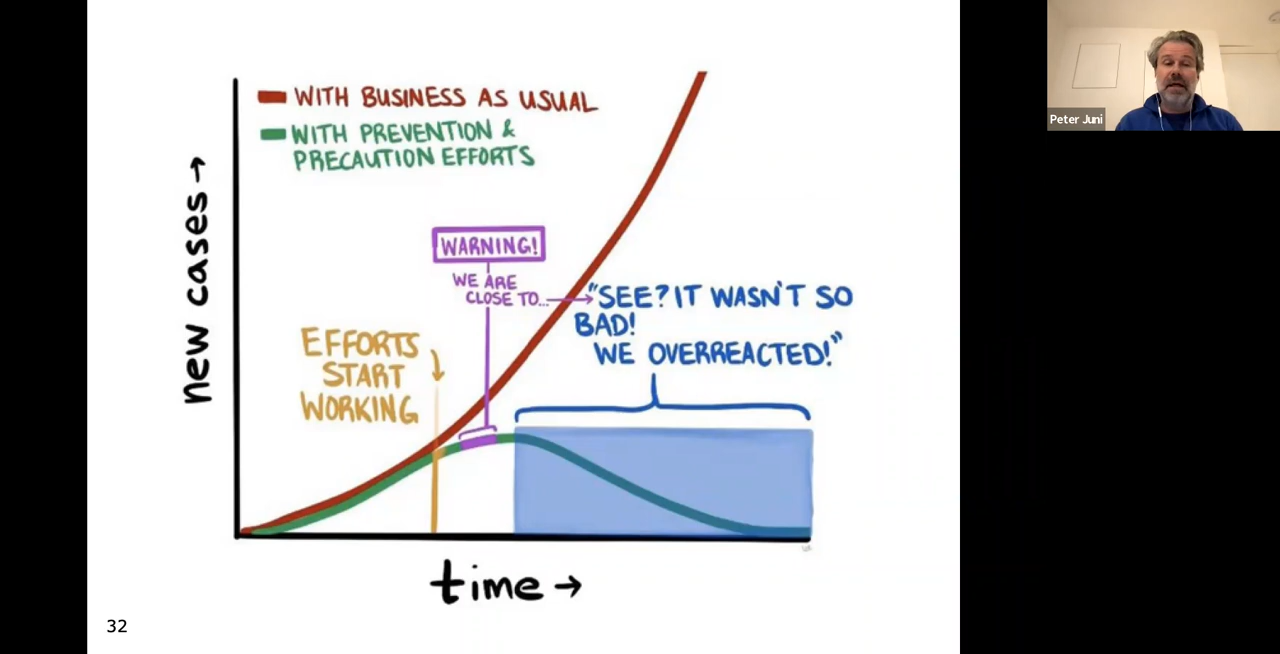 WITH BUSINESS AS USUAL
WITH PREVENTION &
PRECAUTION EFFORTS
new cases→
WARNING!
WE ARE
CLOSE TO...→
"SEE? IT WASN'T SO
BAD!
WE OVERREACTED!"
EFFORTS
START
WORKING
time →
32
Peter Juni